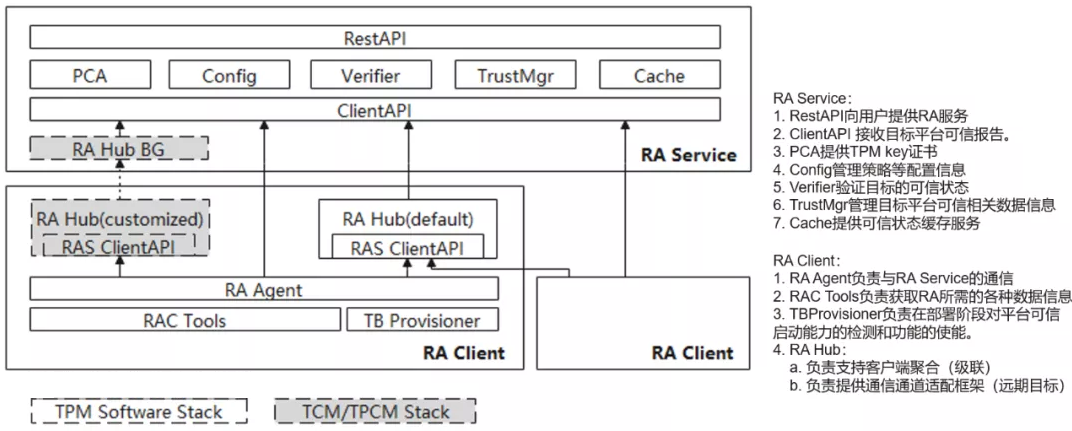 RestAPI
PCA
Config
Verifier
TrustMgr
Cache
ClientAPI
RA Hub BG
RA Service
RA Hub(customized)
RAS ClientAPI
RA Hub(default)
RAS ClientAPI
RA Agent
RAC Tools
TB Provisioner
RA Client
RA Client
TPM Software Stack
TCM/TPCM Stack
RA Service：
1. RestAPI向用户提供RA服务
2. ClientAPI 接收目标平台可信报告。
3. PCA提供TPM key证书
4. Config管理策略等配置信息
5. Verifier验证目标的可信状态
6. TrustMgr管理目标平台可信相关数据信息
7. Cache提供可信状态缓存服务
RA Client：
1. RA Agent负责与RA Service的通信
2. RAC Tools负责获取RA所需的各种数据信息
3. TBProvisioner负责在部署阶段对平台可信
启动能力的检测和功能的使能。
4. RA Hub：
a. 负责支持客户端聚合（级联）
b. 负责提供通信通道适配框架（远期目标）